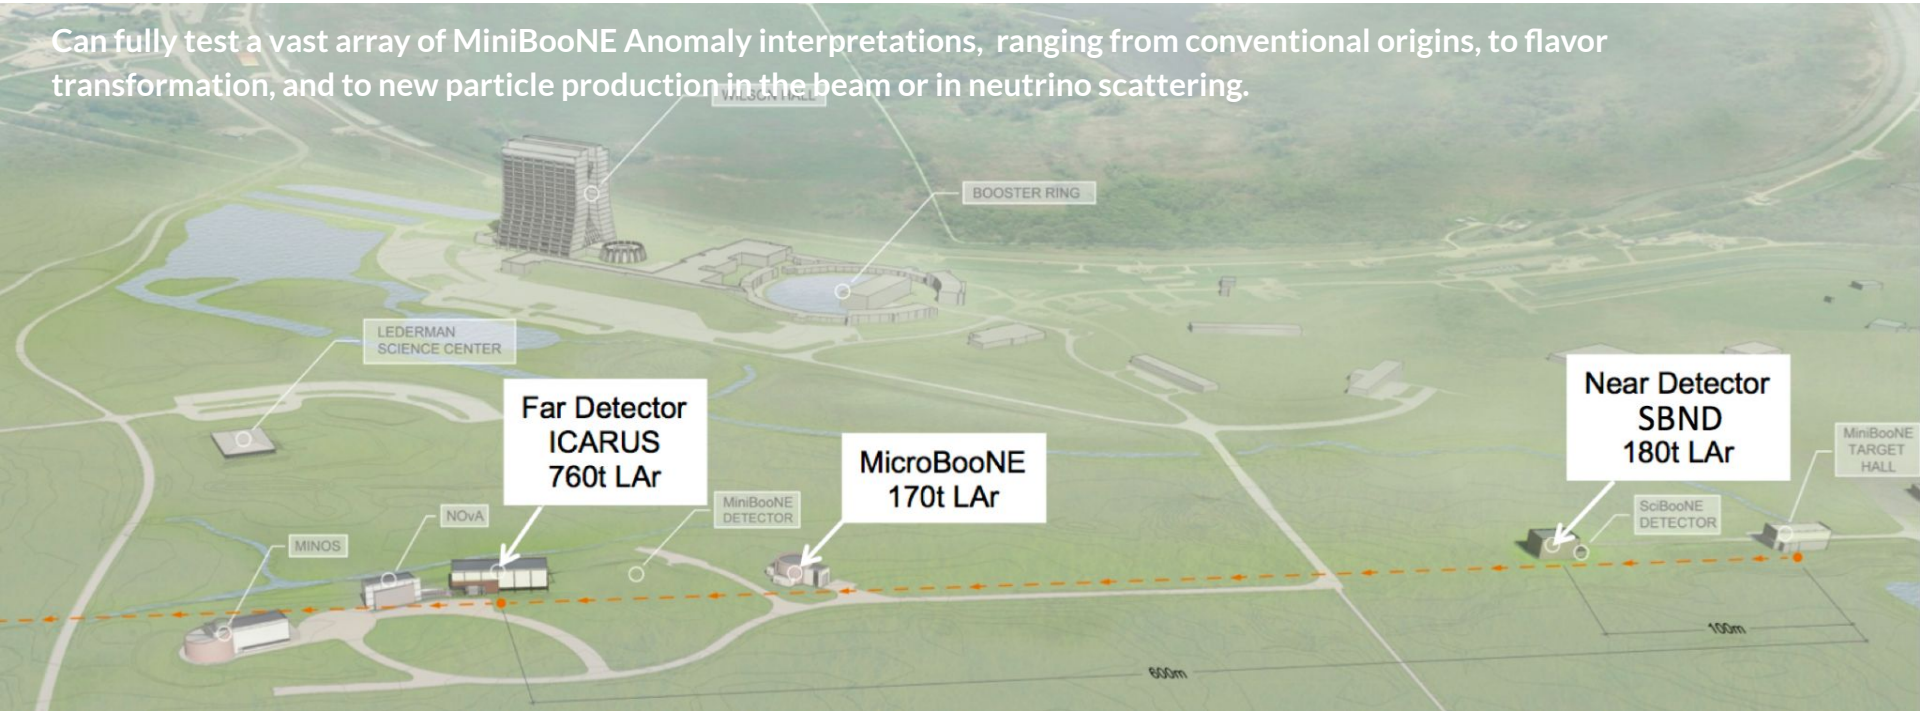 Can fully test a vast array of MiniBooNE Anomaly interpretations, ranging from conventional origins, to flavor
transformation, and to new particle production in the beam or in neutrino scattering.
WILSON HALL
BOOSTER RING
LEDERMAN
SCIENCE CENTER
Far Detector
ICARUS
760t LAr
MicroBooNE
170t LAr
Near Detector
SBND
180t LAr
MiniBooNE
TARGET
HALL
MiniBooNE
DETECTOR
SciBooNE
DETECTOR
NOvA
MINOS
100m
600m